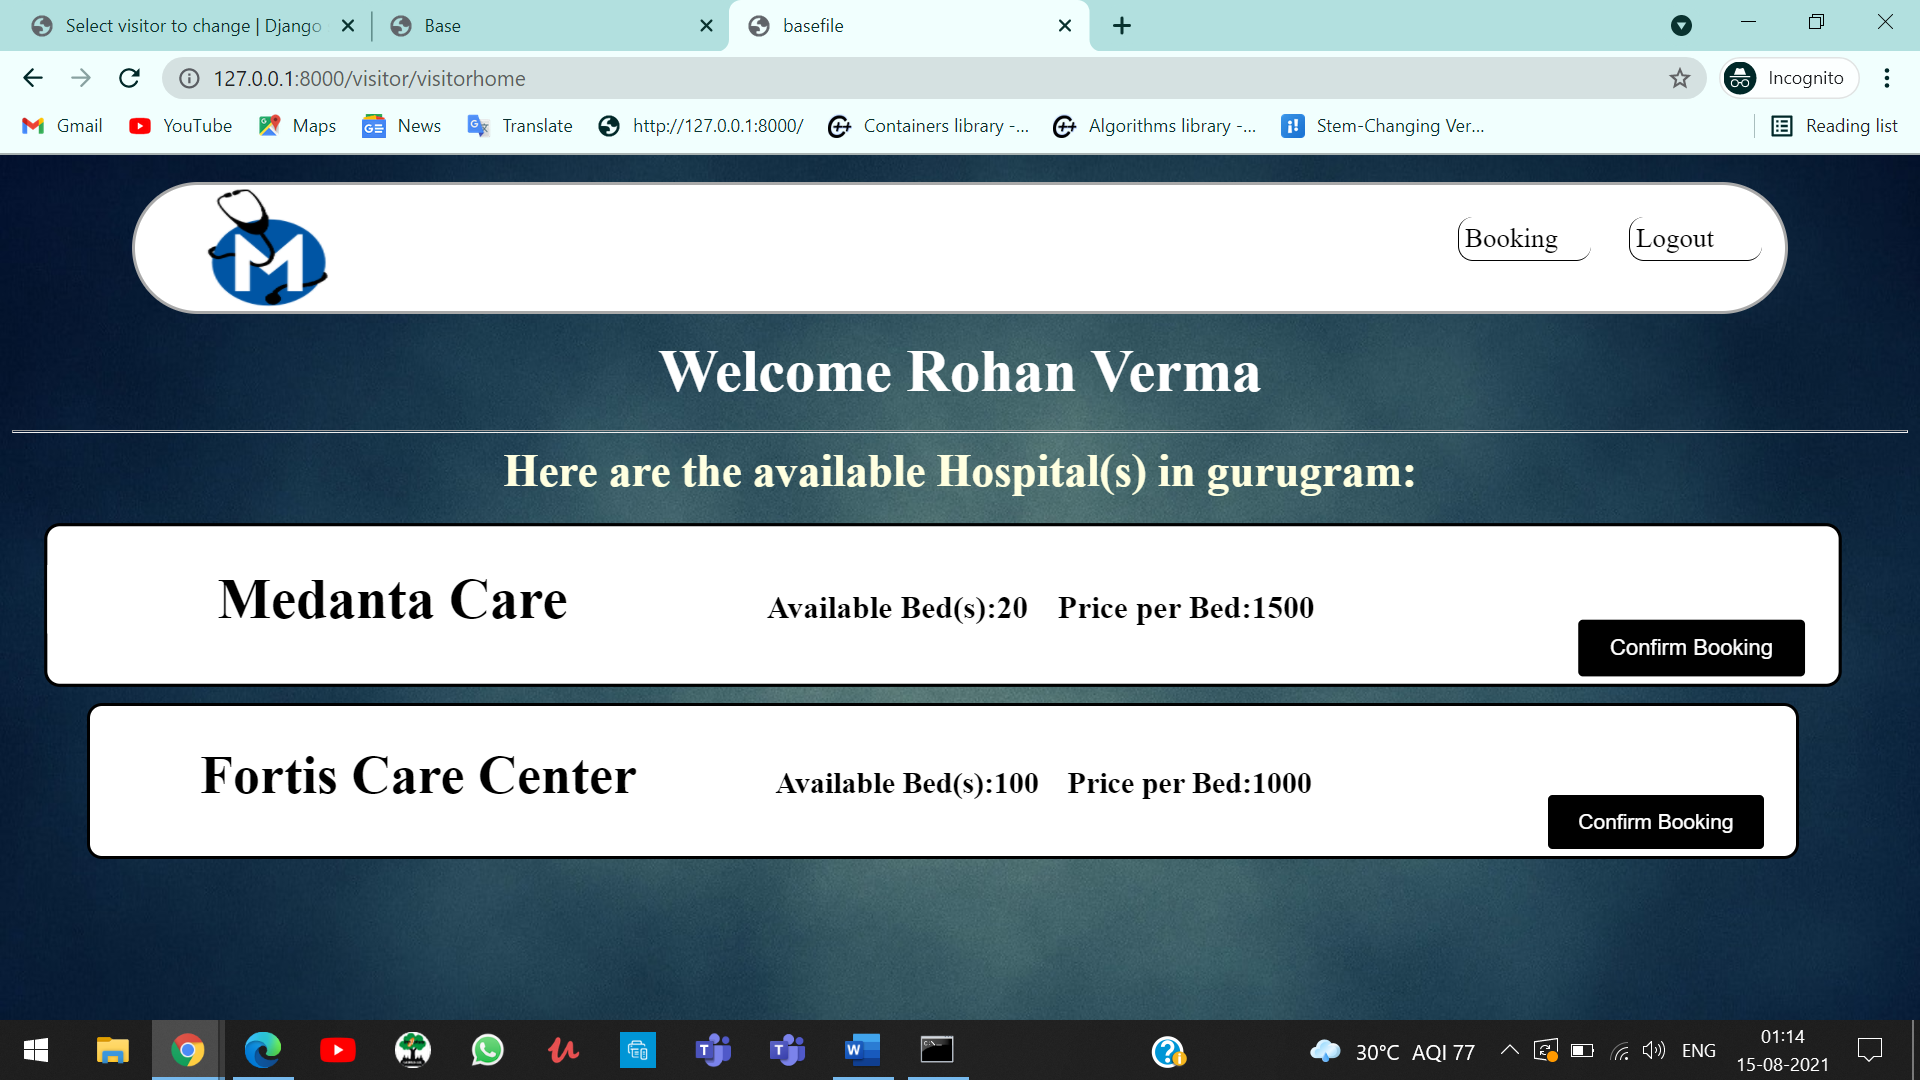 Select visitor to change | Django
Base
basefile
127.0.0.1:8000/visitor/visitorhome
Incognito
Gmail
YouTube
Maps
News
Translate
http://127.0.0.1:8000/
Containers library -...
Algorithms library -...
Stem-Changing Ver...
Reading list
M
Booking
Logout
Welcome Rohan Verma
Here are the available Hospital(s) in gurugram:
Medanta Care
Available Bed(s):20 Price per Bed:1500
Confirm Booking
Fortis Care Center
Available Bed(s):100 Price per Bed:1000
Confirm Booking
30°C AQI 77
ENG
01:14
15-08-2021